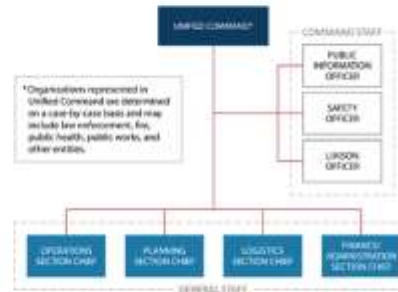 UNIFIED COMMAND*
COMMAND STAFF
PUBLIC
INFORMATION
OFFICER
SAFETY
OFFICER
LIAISON
OFFICER
*Organizations represented in
Unified Command are determined
on a case-by-case basis and may
include law enforcement, fire,
public health, public works, and
other entities.
OPERATIONS
SECTION CHIEF
PLANNING
SECTION CHIEF
LOGISTICS
SECTION CHIEF
FINANCE/
ADMINISTRATION
SECTION CHIEF
GENERAL STAFF